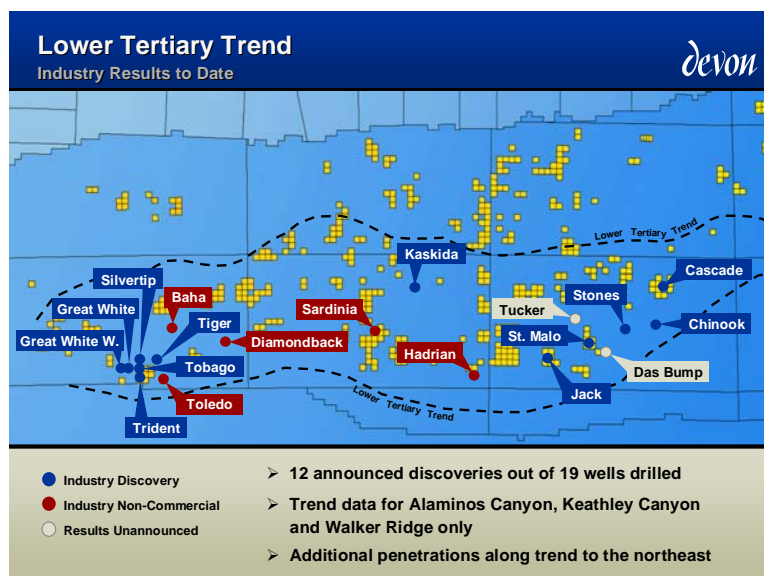 Lower Tertiary Trend
Industry Results to Date
devon
Lower Tertiary Trend
Kaskida
Cascade
Silvertip
Baha
Stones
Great White
Sardinia
Tucker
Tiger
Chinook
Great White W.
Diamondback
St. Malo
Hadrian
Tobago
Das Bump
Jack
Toledo
Lower Tertiary Trend
Trident
Industry Discovery
Industry Non-Commercial
Results Unannounced
➢ 12 announced discoveries out of 19 wells drilled
➢ Trend data for Alaminos Canyon, Keathley Canyon
and Walker Ridge only
➢ Additional penetrations along trend to the northeast